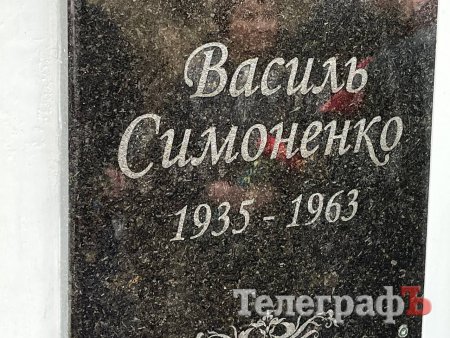 Василь
Симоненко
1935 - 1963
ТелеграфЪ